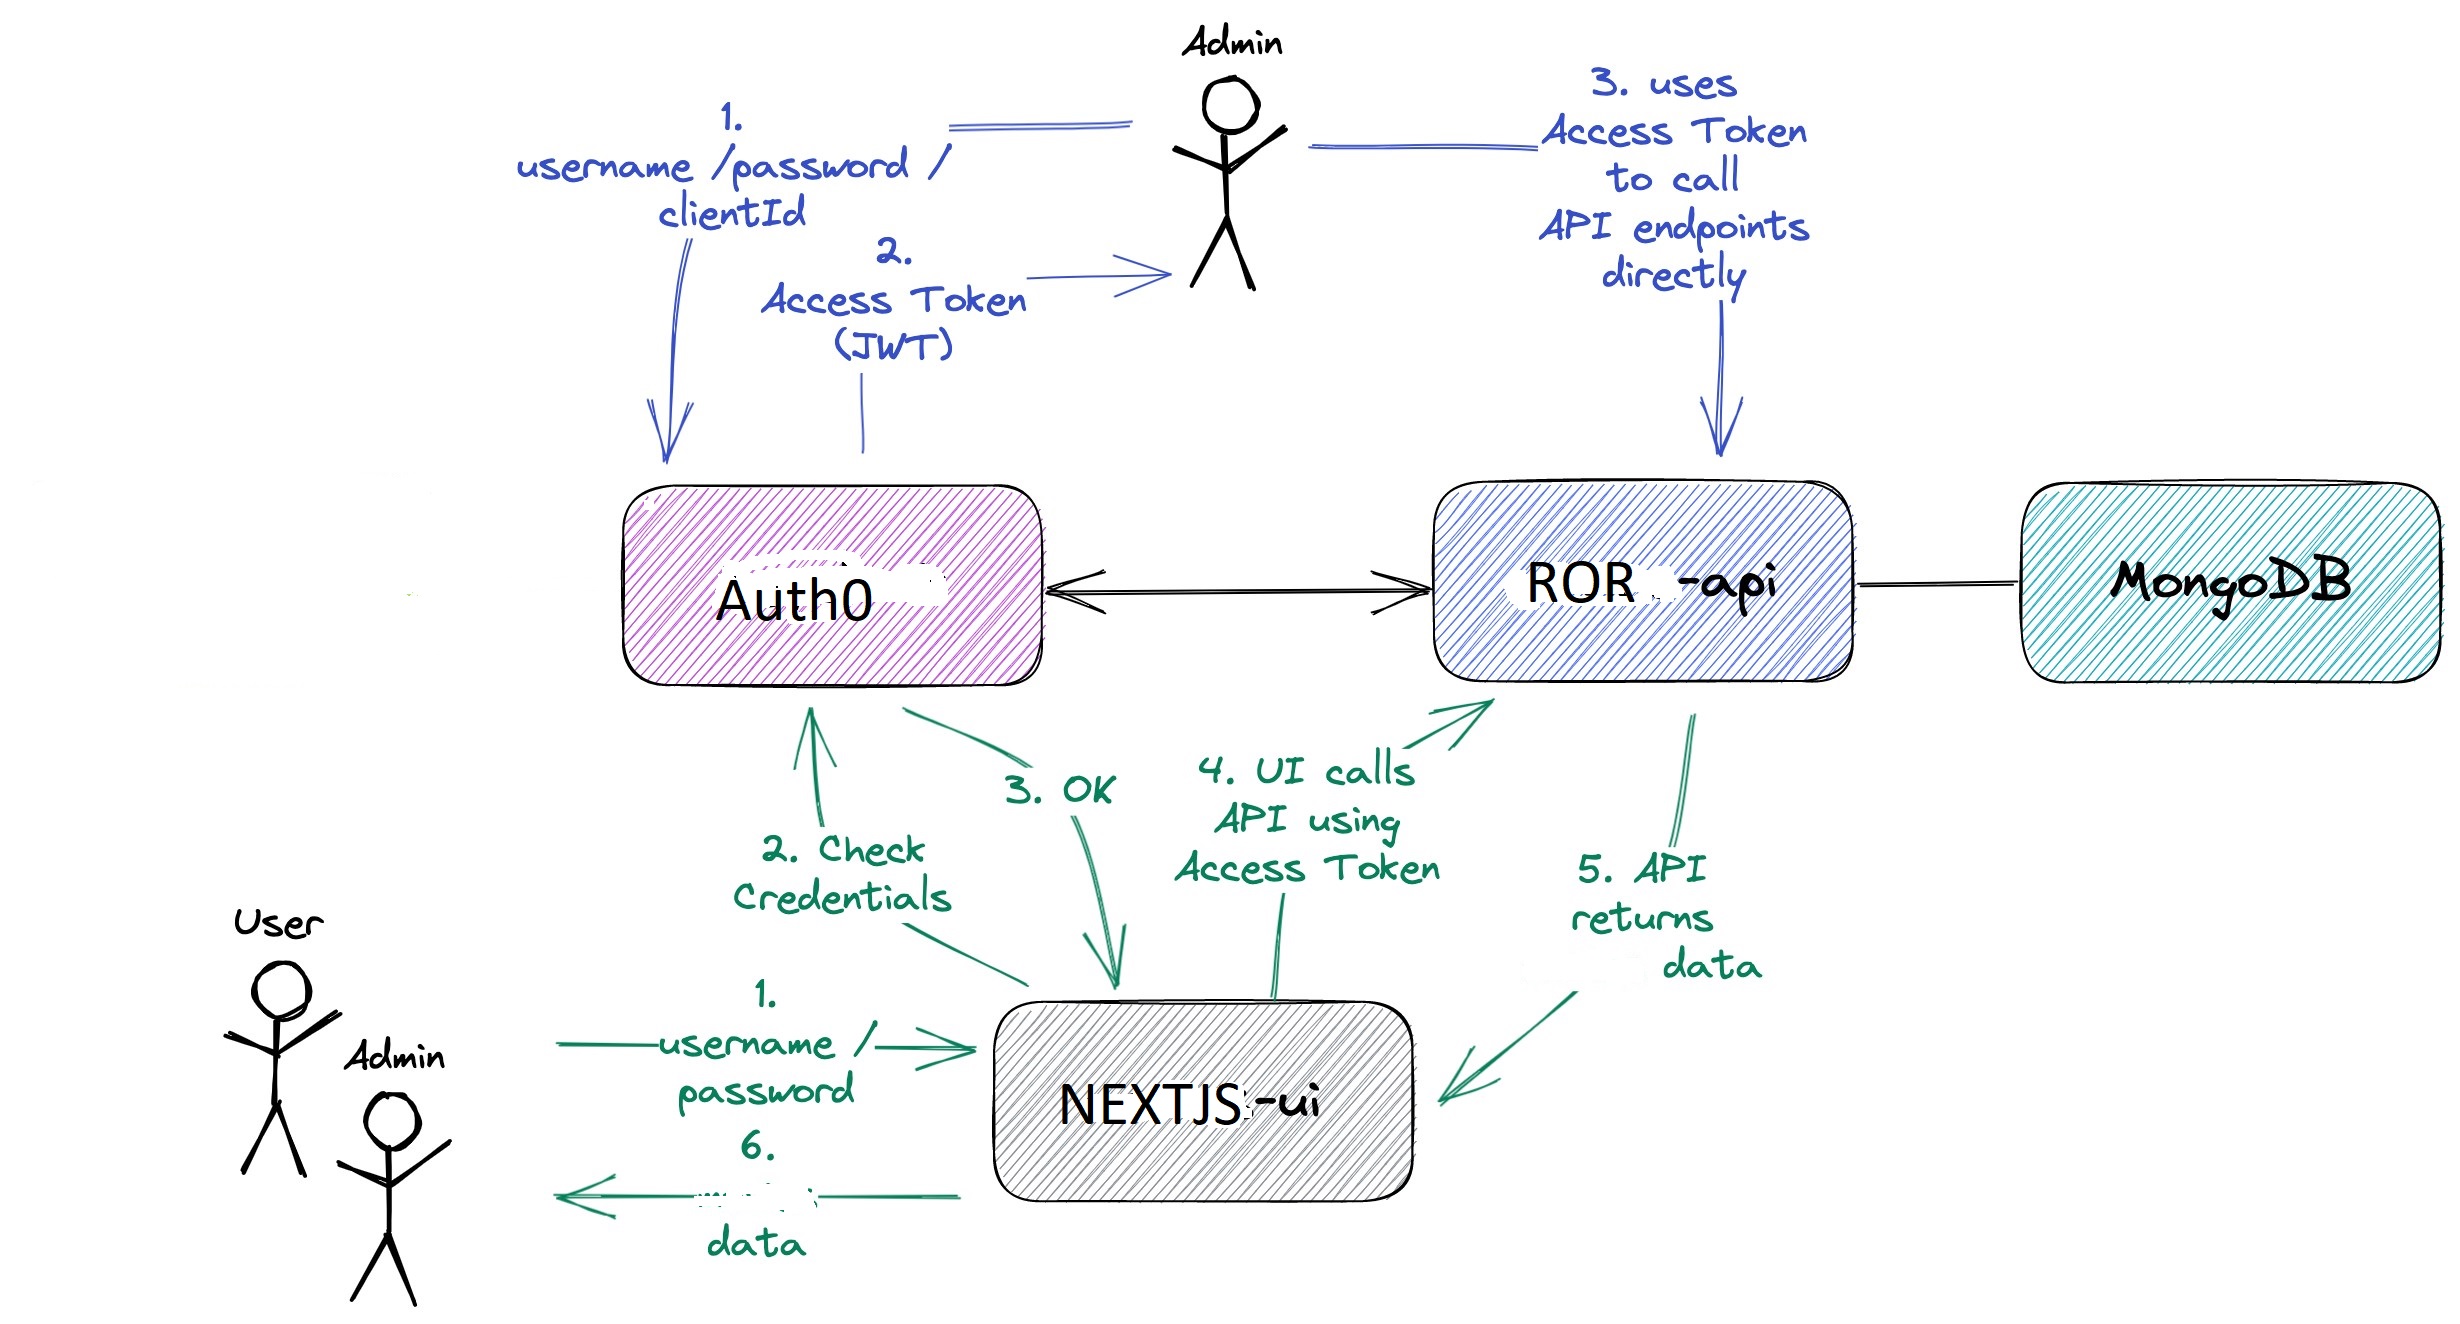 Admin
1.
username /password /
clientId
2.
Access Token
(JWT)
3. uses
Access Token
to call
API endpoints
directly
Auth0
ROR -api
MongoDB
3. OK
2. Check
Credentials
4. UI calls
API using
Access Token
5. API
returns
data
User
Admin
1.
username /
password
NEXTJS -ui
6.
data